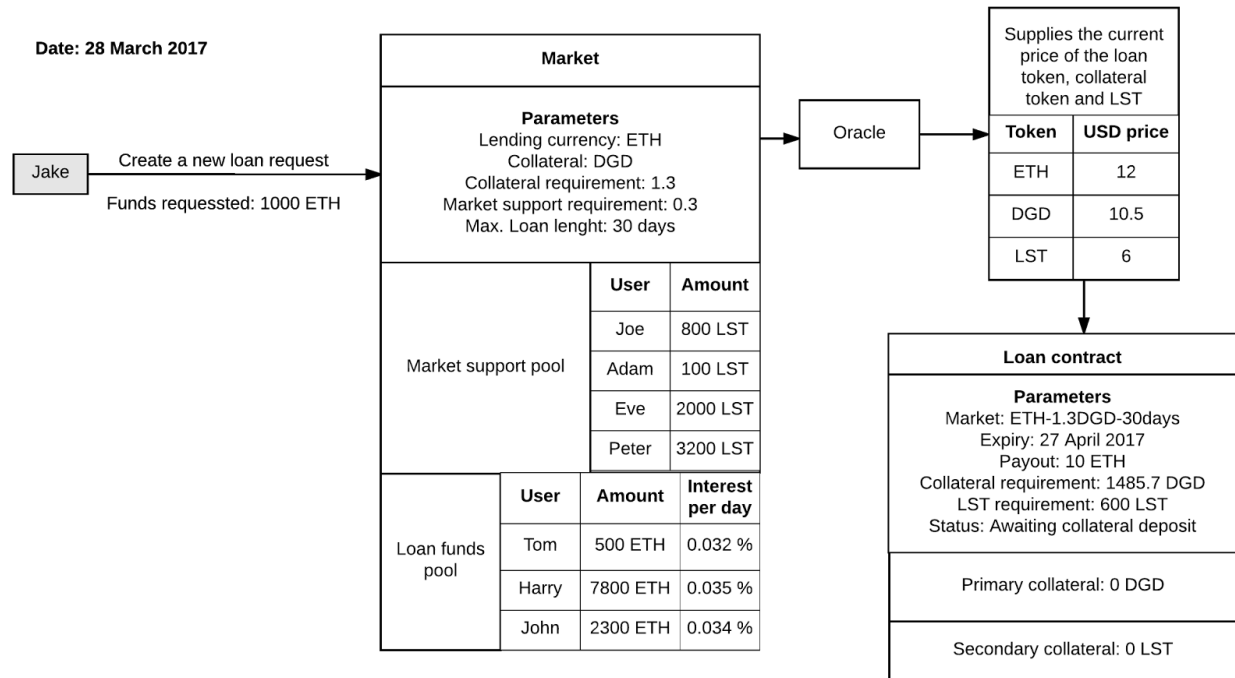 Date: 28 March 2017
Jake
Create a new loan request
Funds requessted: 1000 ETH
Market
Parameters
Lending currency: ETH
Collateral: DGD
Collateral requirement: 1.3
Market support requirement: 0.3
Max. Loan lenght: 30 days
Market support pool
User Amount
Joe 800 LST
Adam 100 LST
Eve 2000 LST
Peter 3200 LST
Loan funds
pool
User Amount Interest
per day
Tom 500 ETH 0.032 %
Harry 7800 ETH 0.035 %
John 2300 ETH 0.034 %
Oracle
Supplies the current
price of the loan
token, collateral
token and LST
Token USD price
ETH 12
DGD 10.5
LST 6
Loan contract
Parameters
Market: ETH-1.3DGD-30days
Expiry: 27 April 2017
Payout: 10 ETH
Collateral requirement: 1485.7 DGD
LST requirement: 600 LST
Status: Awaiting collateral deposit
Primary collateral: 0 DGD
Secondary collateral: 0 LST